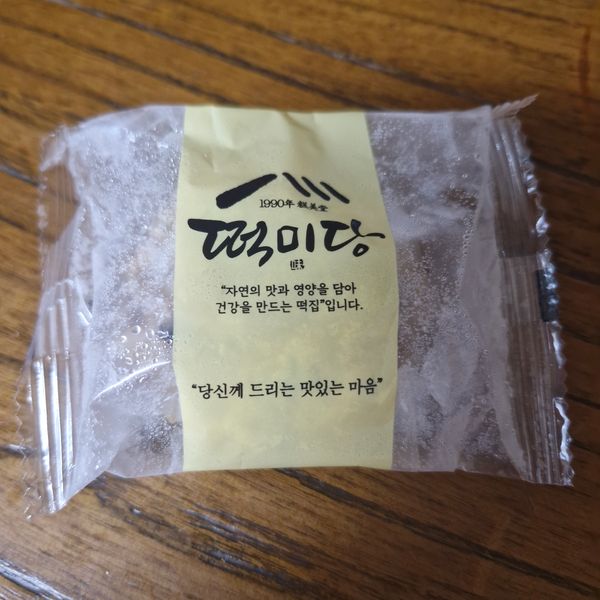 1990年 餠美堂
떡미당
“자연의 맛과 영양을 담아
건강을 만드는 떡집”입니다.
“당신께 드리는 맛있는 마음”